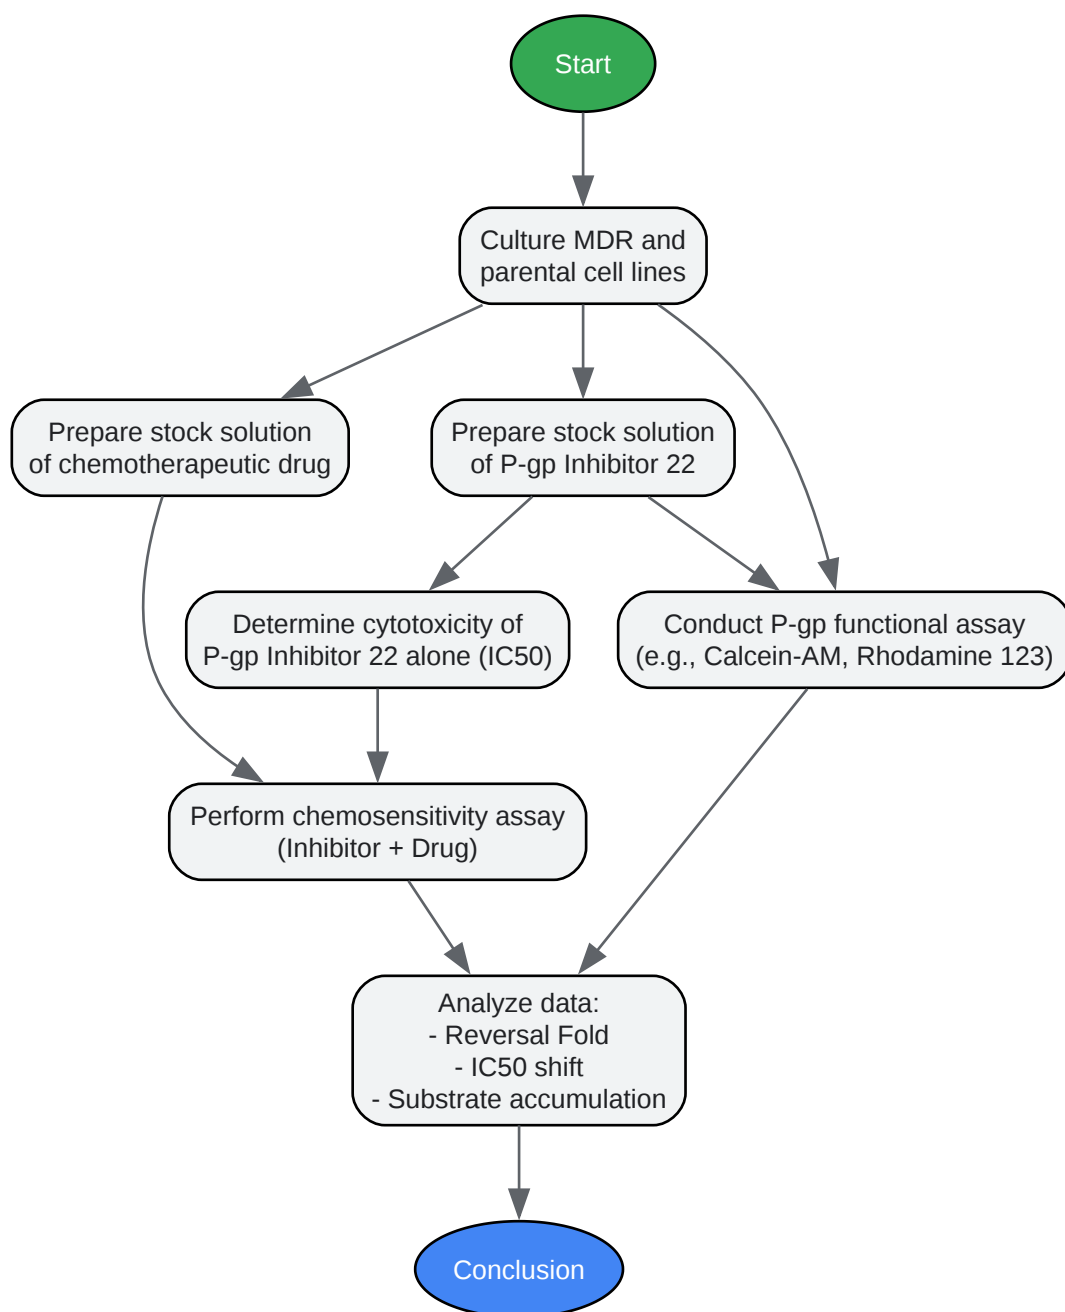 Start
Culture MDR and
parental cell lines
Prepare stock solution
of chemotherapeutic drug
Prepare stock solution
of P-gp Inhibitor 22
Determine cytotoxicity of
P-gp Inhibitor 22 alone (IC50)
Conduct P-gp functional assay
(e.g., Calcein-AM, Rhodamine 123)
Perform chemosensitivity assay
(Inhibitor + Drug)
Analyze data:
- Reversal Fold
- IC50 shift
- Substrate accumulation
Conclusion